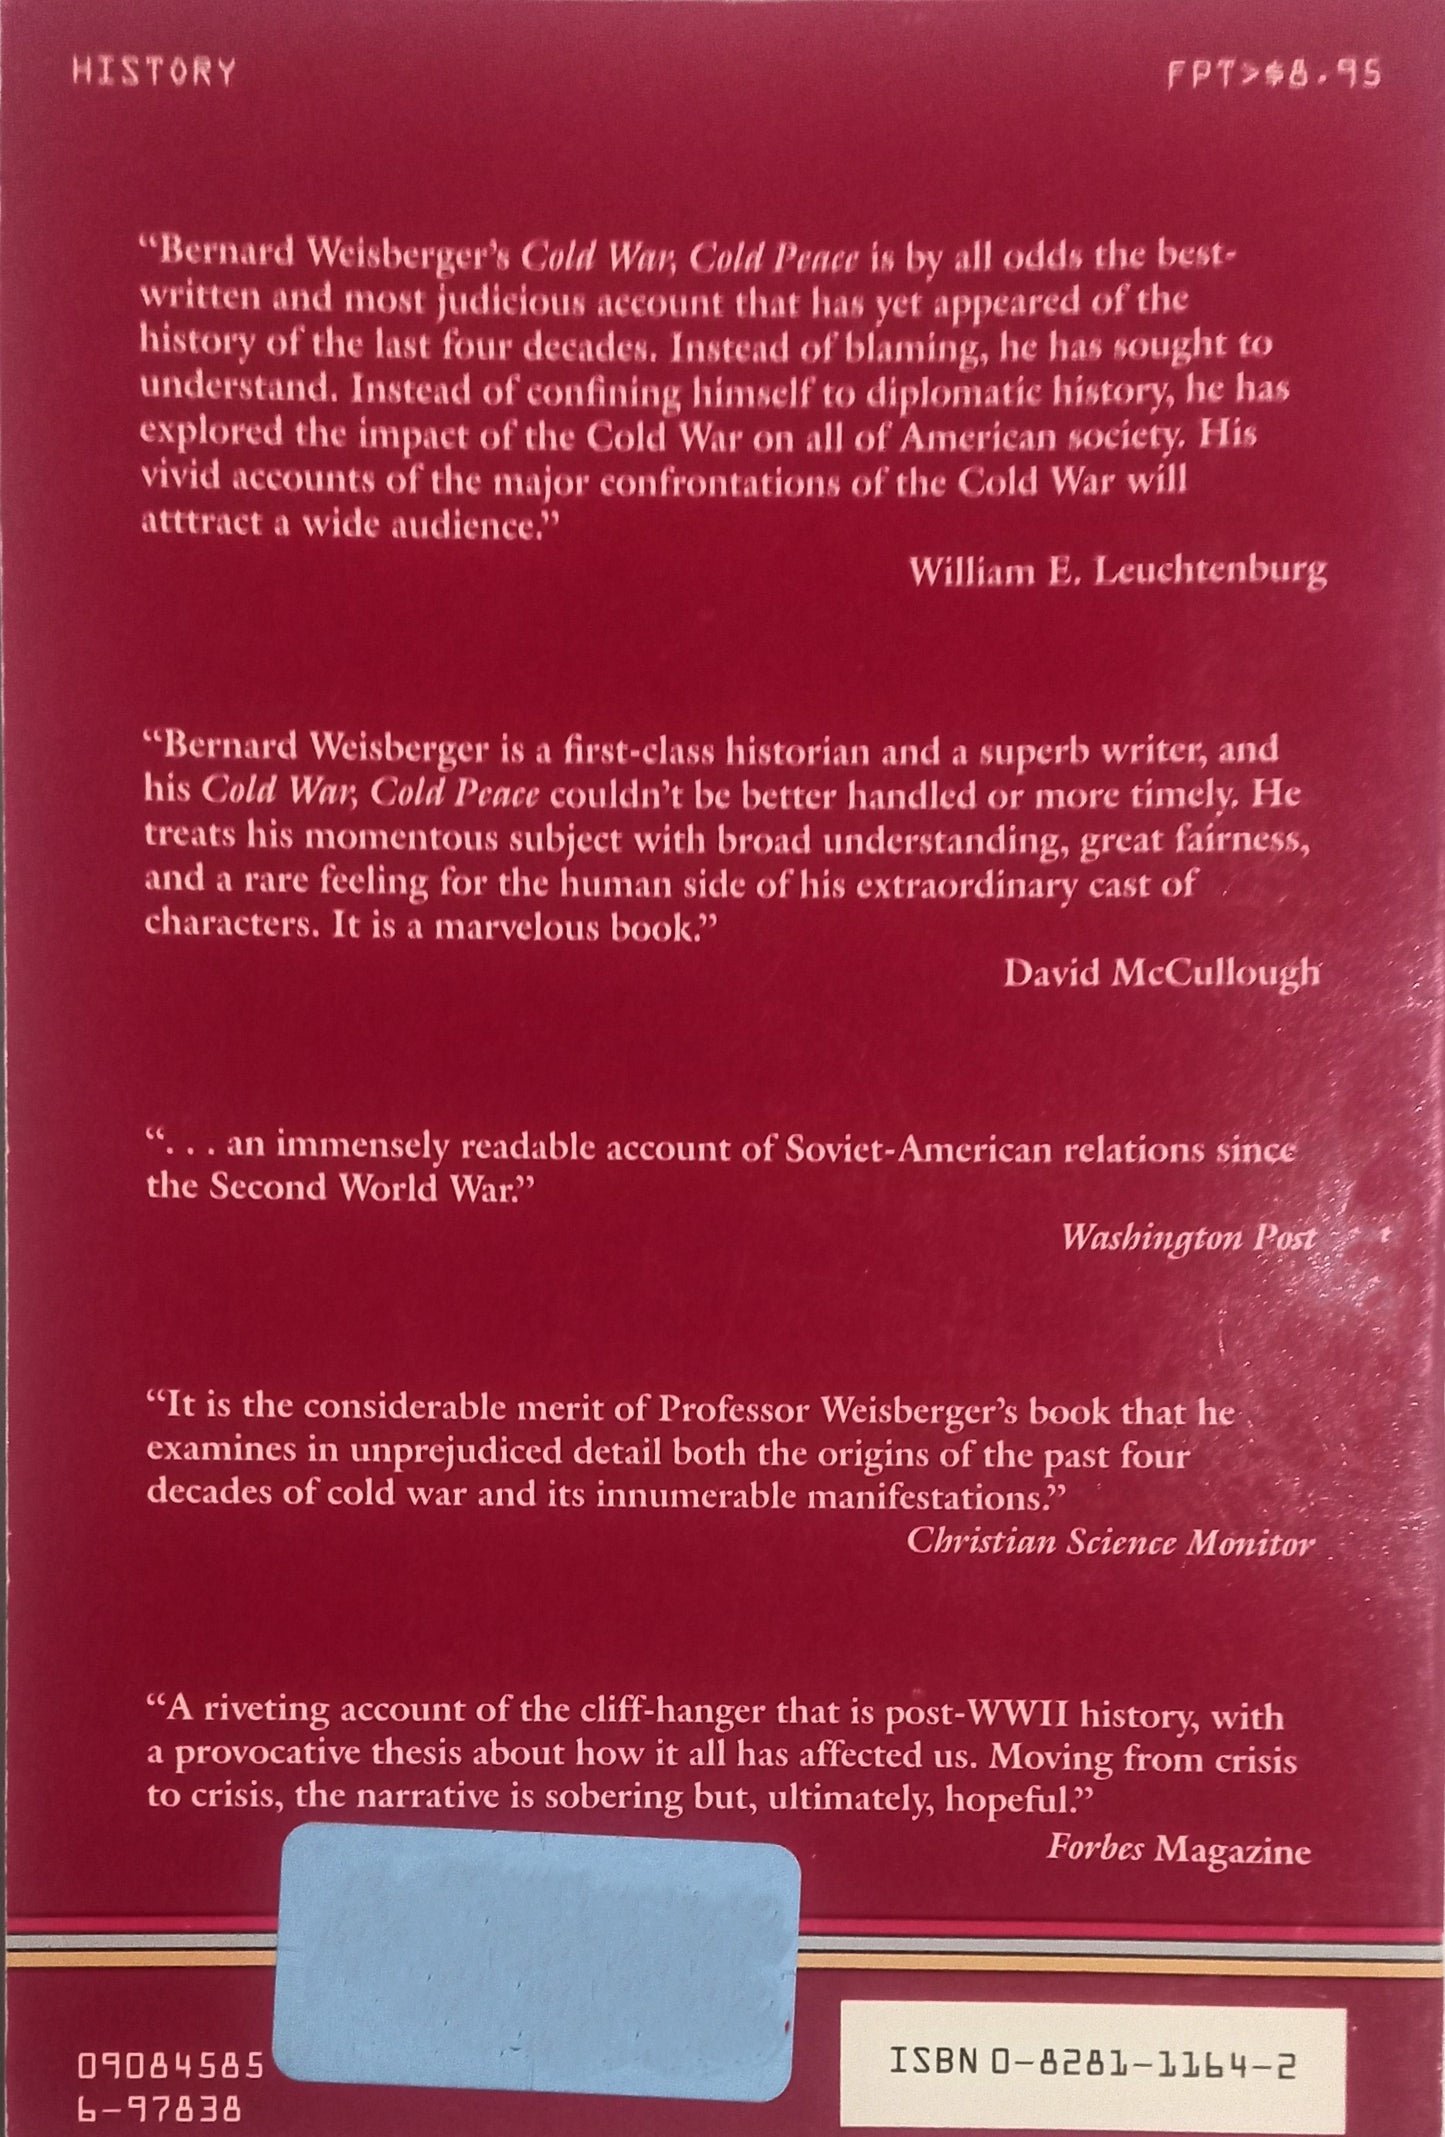 HISTORY
FPT>$8.95
“Bernard Weisberger’s Cold War, Cold Peace is by all odds the best-
written and most judicious account that has yet appeared of the
history of the last four decades. Instead of blaming, he has sought to
understand. Instead of confining himself to diplomatic history, he has
explored the impact of the Cold War on all of American society. His
vivid accounts of the major confrontations of the Cold War will
atttract a wide audience.”
William E. Leuchtenburg
“Bernard Weisberger is a first-class historian and a superb writer, and
his Cold War, Cold Peace couldn’t be better handled or more timely. He
treats his momentous subject with broad understanding, great fairness,
and a rare feeling for the human side of his extraordinary cast of
characters. It is a marvelous book.”
David McCullough
“. . . an immensely readable account of Soviet-American relations since
the Second World War.”
Washington Post
“It is the considerable merit of Professor Weisberger’s book that he
examines in unprejudiced detail both the origins of the past four
decades of cold war and its innumerable manifestations.”
Christian Science Monitor
“A riveting account of the cliff-hanger that is post-WWII history, with
a provocative thesis about how it all has affected us. Moving from crisis
to crisis, the narrative is sobering but, ultimately, hopeful.”
Forbes Magazine
09084585
6-97838
ISBN 0-8281-1164-2